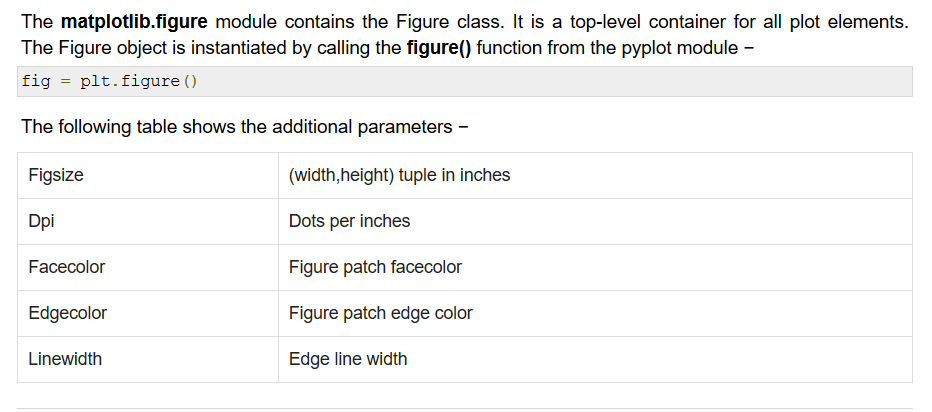 The matplotlib.figure module contains the Figure class. It is a top-level container for all plot elements.
The Figure object is instantiated by calling the figure() function from the pyplot module −
fig = plt.figure()
The following table shows the additional parameters −
Figsize (width,height) tuple in inches
Dpi Dots per inches
Facecolor Figure patch facecolor
Edgecolor Figure patch edge color
Linewidth Edge line width